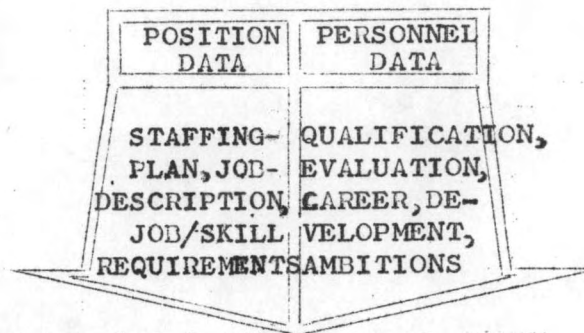 POSITION
DATA
PERSONNEL
DATA
STAFFING-
PLAN, JOB-
DESCRIPTION,
JOB/SKILL
REQUIREMENTS
QUALIFICATION,
EVALUATION,
CAREER, DE-
VELOPMENT,
AMBITIONS